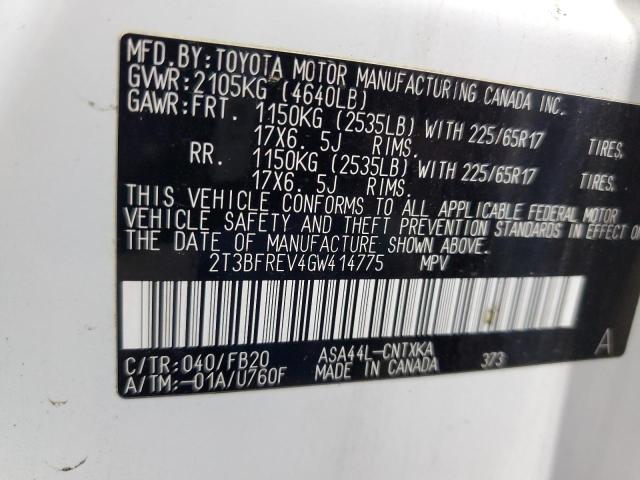 MFD.BY:TOYOTA MOTOR MANUFACTURING CANADA INC.
GVWR:2105KG (4640LB)
GAWR:FRT. 1150KG (2535LB) WITH 225/65R17 TIRES.
17X6.5J RIMS.
RR. 1150KG (2535LB) WITH 225/65R17 TIRES.
17X6.5J RIMS.
THIS VEHICLE CONFORMS TO ALL APPLICABLE FEDERAL MOTOR
VEHICLE SAFETY AND THEFT PREVENTION STANDARDS IN EFFECT ON
THE DATE OF MANUFACTURE SHOWN ABOVE.
2T3BFREV4GW414775 MPV
C/TR:040/FB20 ASA44L-CNTXKA 373 A
A/TM:-01A/U760F MADE IN CANADA